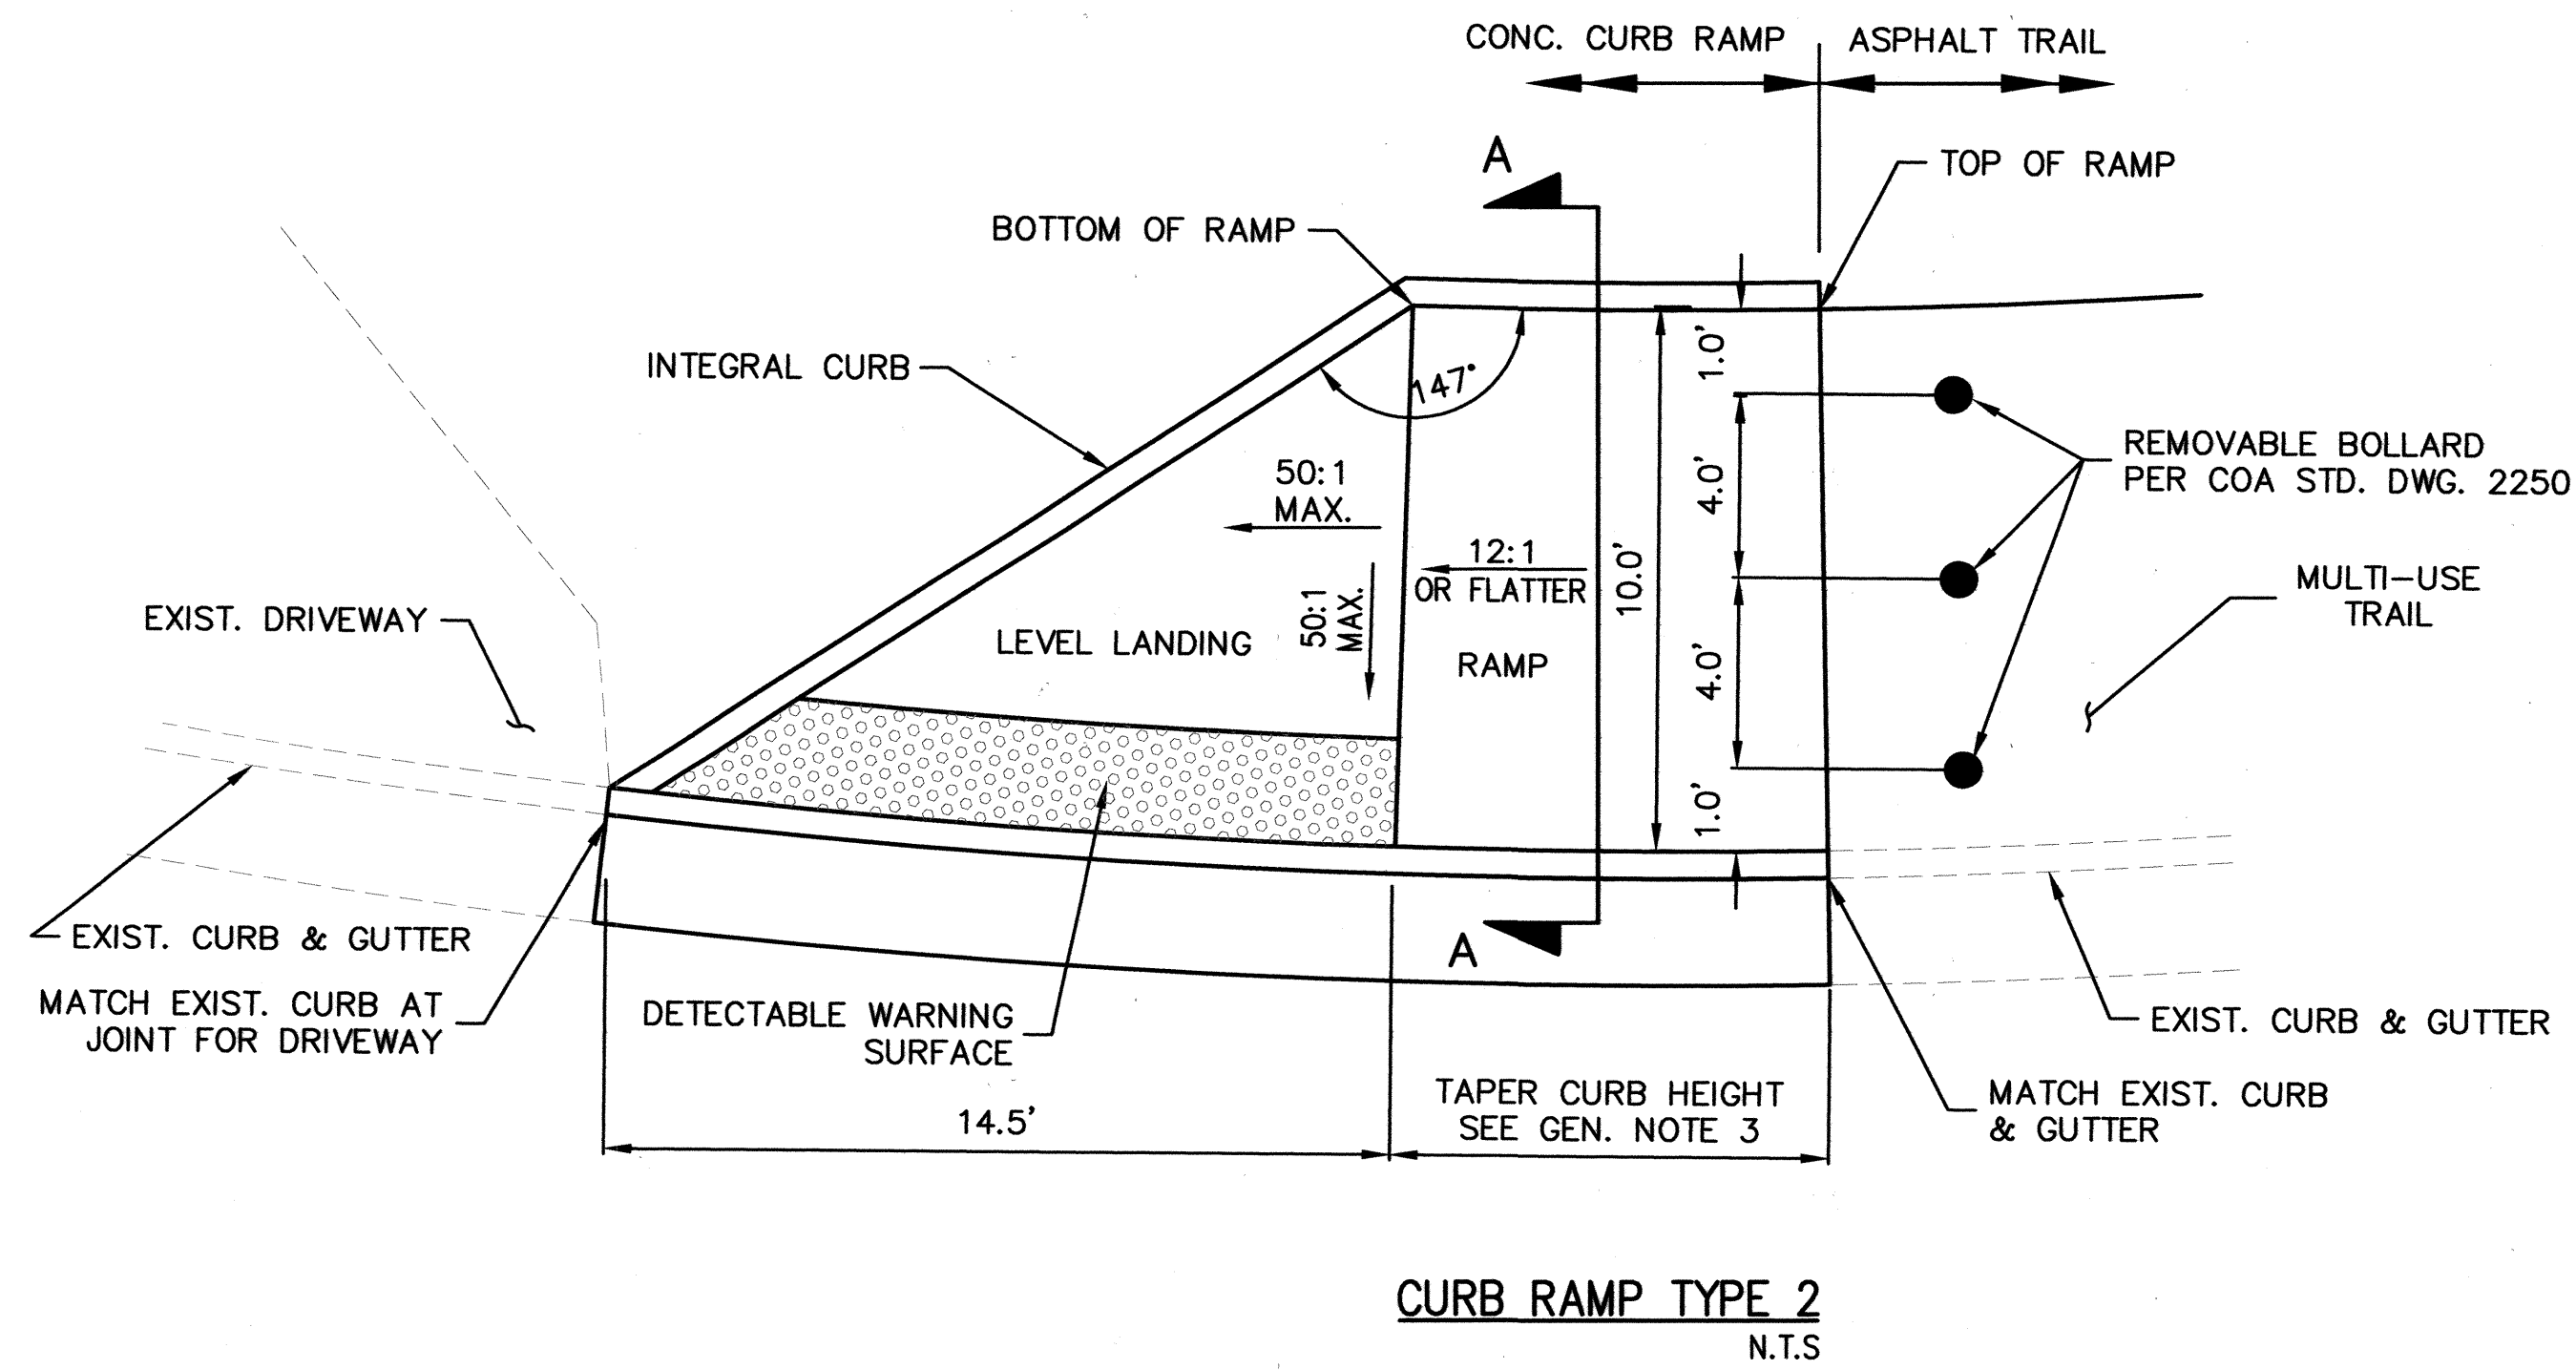 CONC. CURB RAMP
ASPHALT TRAIL
A
TOP OF RAMP
BOTTOM OF RAMP
INTEGRAL CURB
147°
1.0'
4.0'
10.0'
4.0'
1.0'
REMOVABLE BOLLARD
PER COA STD. DWG. 2250
50:1
MAX.
12:1
OR FLATTER
50:1
MAX.
MULTI-USE
TRAIL
EXIST. DRIVEWAY
LEVEL LANDING
RAMP
EXIST. CURB & GUTTER
A
MATCH EXIST. CURB AT
JOINT FOR DRIVEWAY
DETECTABLE WARNING
SURFACE
EXIST. CURB & GUTTER
14.5'
TAPER CURB HEIGHT
SEE GEN. NOTE 3
MATCH EXIST. CURB
& GUTTER
CURB RAMP TYPE 2
N.T.S